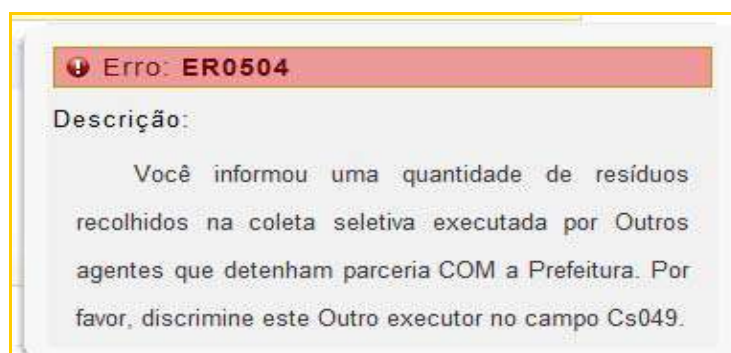 Erro: ER0504
Descrição:
Você informou uma quantidade de resíduos
recolhidos na coleta seletiva executada por Outros
agentes que detenham parceria COM a Prefeitura. Por
favor, discrimine este Outro executor no campo Cs049.